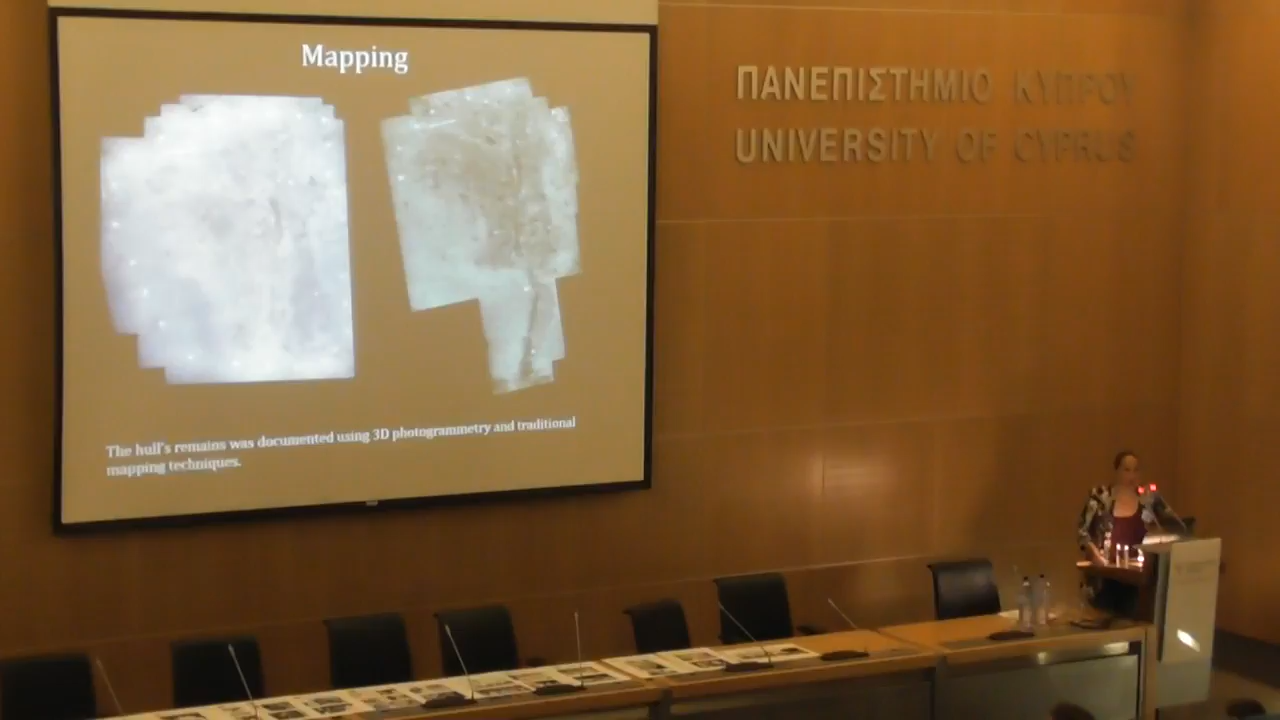 Mapping
The hull's remains was documented using 3D photogrammetry and traditional
mapping techniques.
ΠΑΝΕΠΙΣΤΗΜΙΟ ΚΥΠΡΟΥ
UNIVERSITY OF CYPRUS